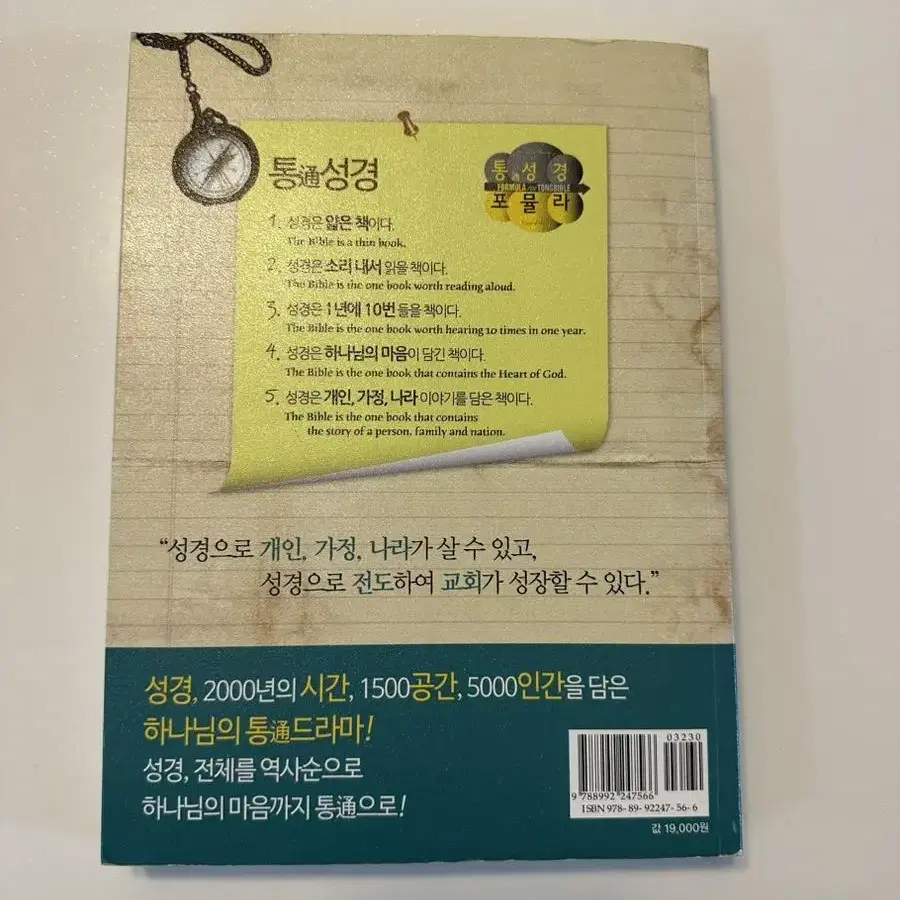 통通성경
통通성경
FORMULA for TONGBIBLE
포뮬라
1. 성경은 얇은 책이다.
The Bible is a thin book.
2. 성경은 소리 내서 읽을 책이다.
The Bible is the one book worth reading aloud.
3. 성경은 1년에 10번 들을 책이다.
The Bible is the one book worth hearing 10 times in one year.
4. 성경은 하나님의 마음이 담긴 책이다.
The Bible is the one book that contains the Heart of God.
5. 성경은 개인, 가정, 나라 이야기를 담은 책이다.
The Bible is the one book that contains
the story of a person, family and nation.
“성경으로 개인, 가정, 나라가 살 수 있고,
성경으로 전도하여 교회가 성장할 수 있다.”
성경, 2000년의 시간, 1500공간, 5000인간을 담은
하나님의 통通드라마!
성경, 전체를 역사순으로
하나님의 마음까지 통通으로!
03230
9 788992 247566
ISBN 978-89-92247-56-6
값 19,000원